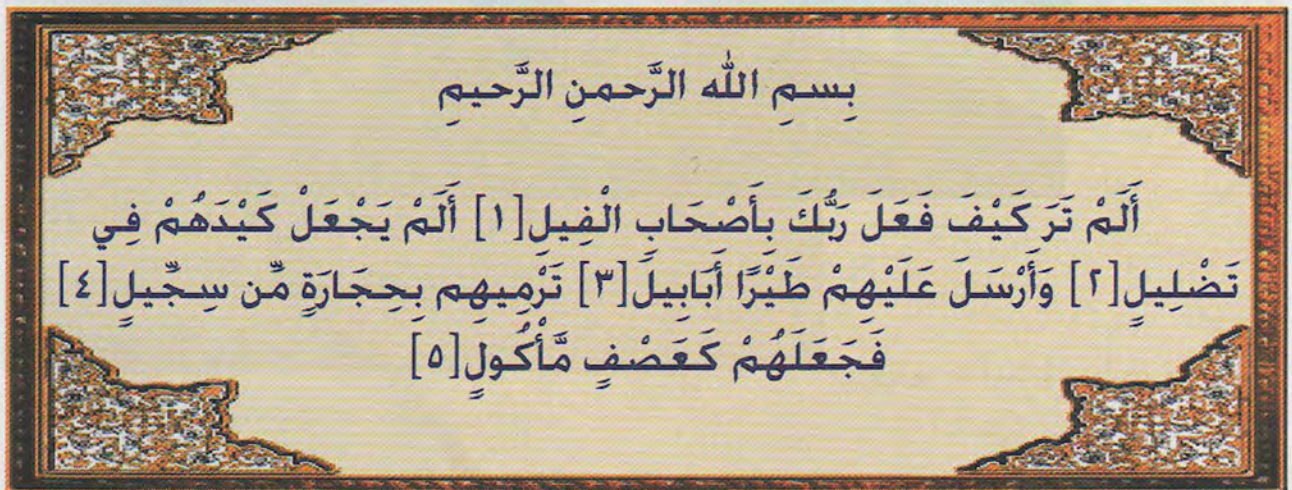 بِسمِ الله الرَّحمنِ الرَّحيمِ
أَلَمْ تَرَ كَيْفَ فَعَلَ رَبُّكَ بِأَصْحَابِ الْفِيلِ[١] أَلَمْ يَجْعَلْ كَيْدَهُمْ فِي
تَضْلِيلٍ[٢] وَأَرْسَلَ عَلَيْهِمْ طَيْرًا أَبَابِيلَ[٣] تَرْمِيهِم بِحِجَارَةٍ مِّن سِجِّيلٍ[٤]
فَجَعَلَهُمْ كَعَصْفٍ مَّأْكُولٍ[٥]